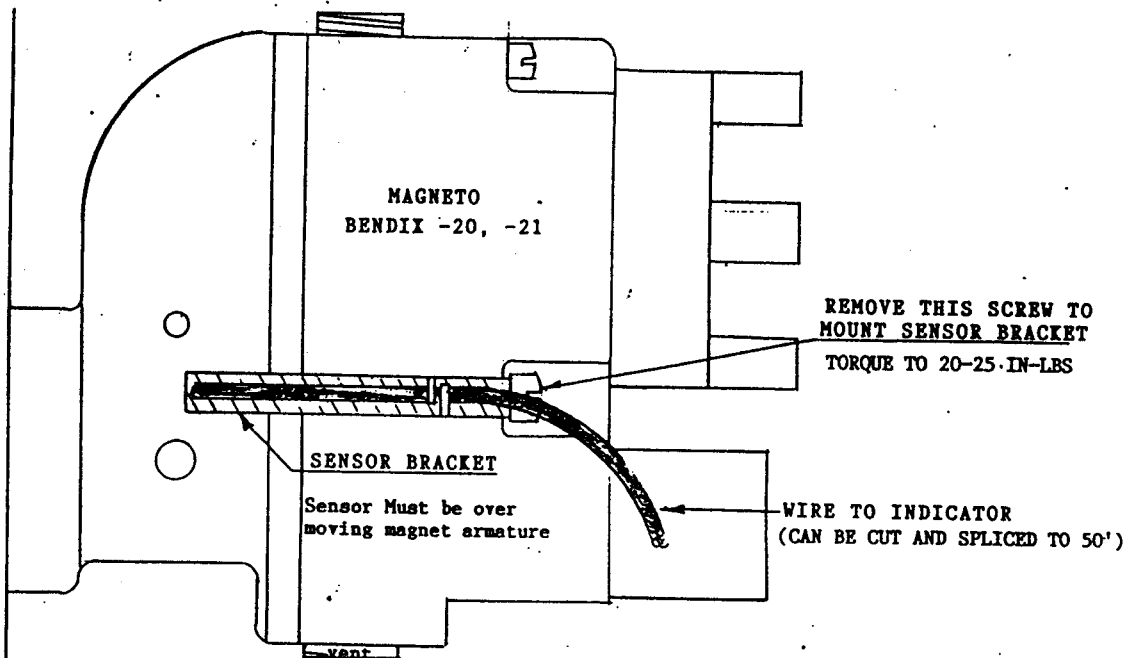 MAGNETO
BENDIX -20, -21
REMOVE THIS SCREW TO
MOUNT SENSOR BRACKET
TORQUE TO 20-25 IN-LBS
SENSOR BRACKET
Sensor Must be over
moving magnet armature
WIRE TO INDICATOR
(CAN BE CUT AND SPLICED TO 50')
vent